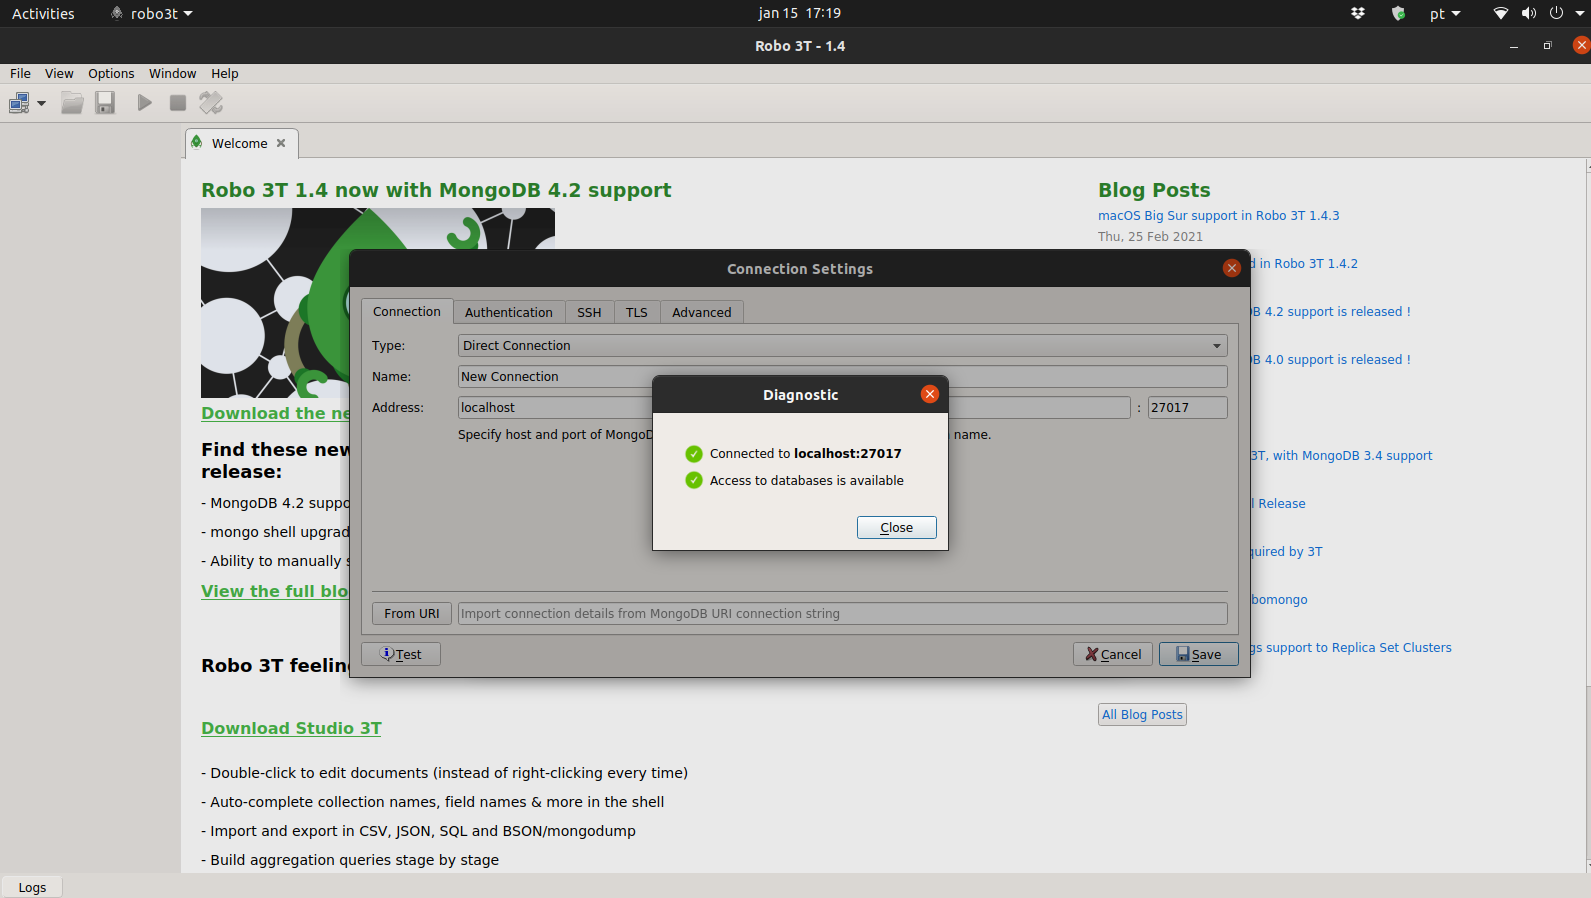 Activities
robo3t
jan 15 17:19
pt
Robo 3T - 1.4
File View Options Window Help
Welcome
Robo 3T 1.4 now with MongoDB 4.2 support
Download the ne
Find these new
release:
- MongoDB 4.2 suppo
- mongo shell upgrad
- Ability to manually s
View the full blo
Robo 3T feeling
Download Studio 3T
- Double-click to edit documents (instead of right-clicking every time)
- Auto-complete collection names, field names & more in the shell
- Import and export in CSV, JSON, SQL and BSON/mongodump
- Build aggregation queries stage by stage
Blog Posts
macOS Big Sur support in Robo 3T 1.4.3
Thu, 25 Feb 2021
d in Robo 3T 1.4.2
B 4.2 support is released !
B 4.0 support is released !
3T, with MongoDB 3.4 support
l Release
quired by 3T
bomongo
gs support to Replica Set Clusters
All Blog Posts
Connection Settings
Connection Authentication SSH TLS Advanced
Type: Direct Connection
Name: New Connection
Address: localhost : 27017
Specify host and port of MongoD name.
From URI Import connection details from MongoDB URI connection string
Test Cancel Save
Diagnostic
Connected to localhost:27017
Access to databases is available
Close
Logs